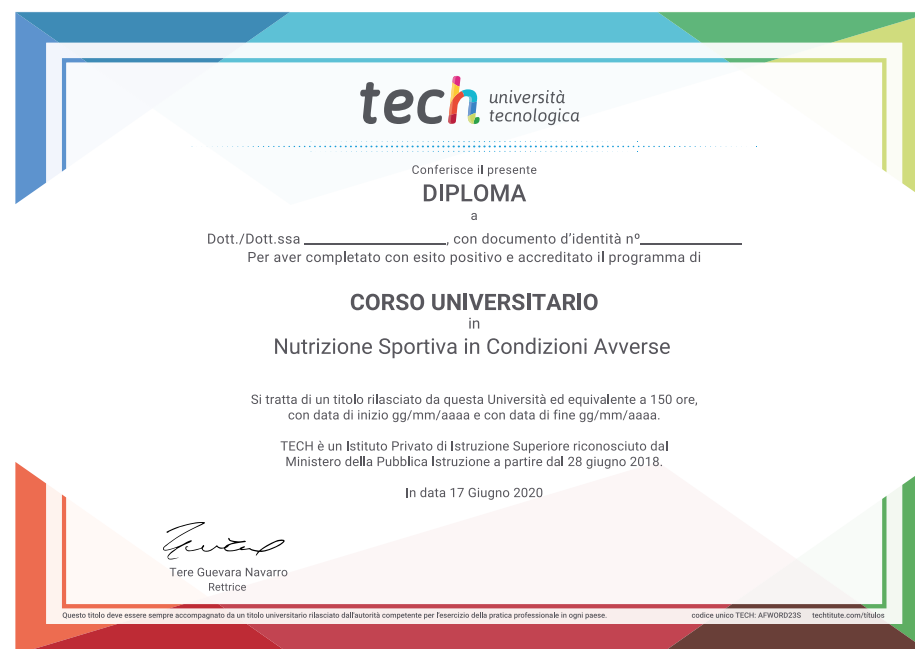 tech università
tecnologica
Conferisce il presente
DIPLOMA
a
Dott./Dott.ssa ____________________, con documento d'identità nº______________
Per aver completato con esito positivo e accreditato il programma di
CORSO UNIVERSITARIO
in
Nutrizione Sportiva in Condizioni Avverse
Si tratta di un titolo rilasciato da questa Università ed equivalente a 150 ore,
con data di inizio gg/mm/aaaa e con data di fine gg/mm/aaaa.
TECH è un Istituto Privato di Istruzione Superiore riconosciuto dal
Ministero della Pubblica Istruzione a partire dal 28 giugno 2018.
In data 17 Giugno 2020
Tere Guevara Navarro
Rettrice
Questo titolo deve essere sempre accompagnato da un titolo universitario rilasciato dall'autorità competente per l'esercizio della pratica professionale in ogni paese. codice unico TECH: AFWORD23S techtitute.com/titulos